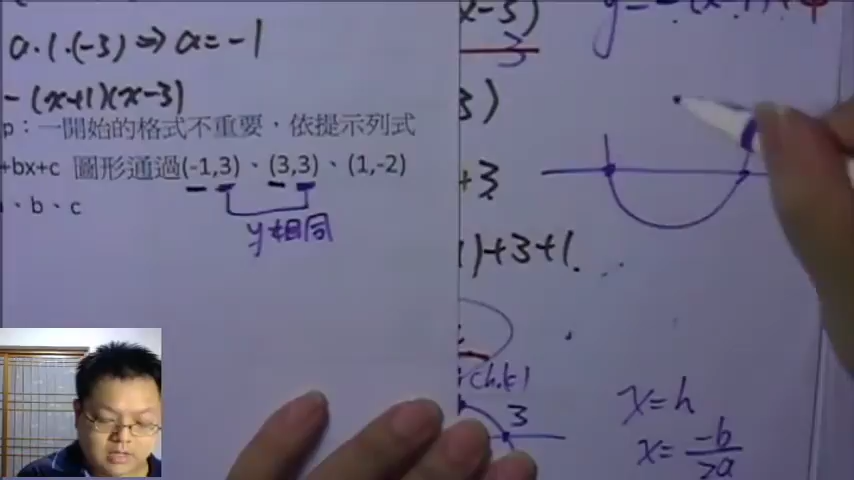 a·1·(-3) ⇒ a=-1
-(x+1)(x-3)
p：一開始的格式不重要，依提示列式
+bx+c 圖形通過(-1,3)、(3,3)、(1,-2)
、b、c
y相同
x-3)
3
3)
+3
)+3+1
(h,k)
3
x=h
x=-b/2a